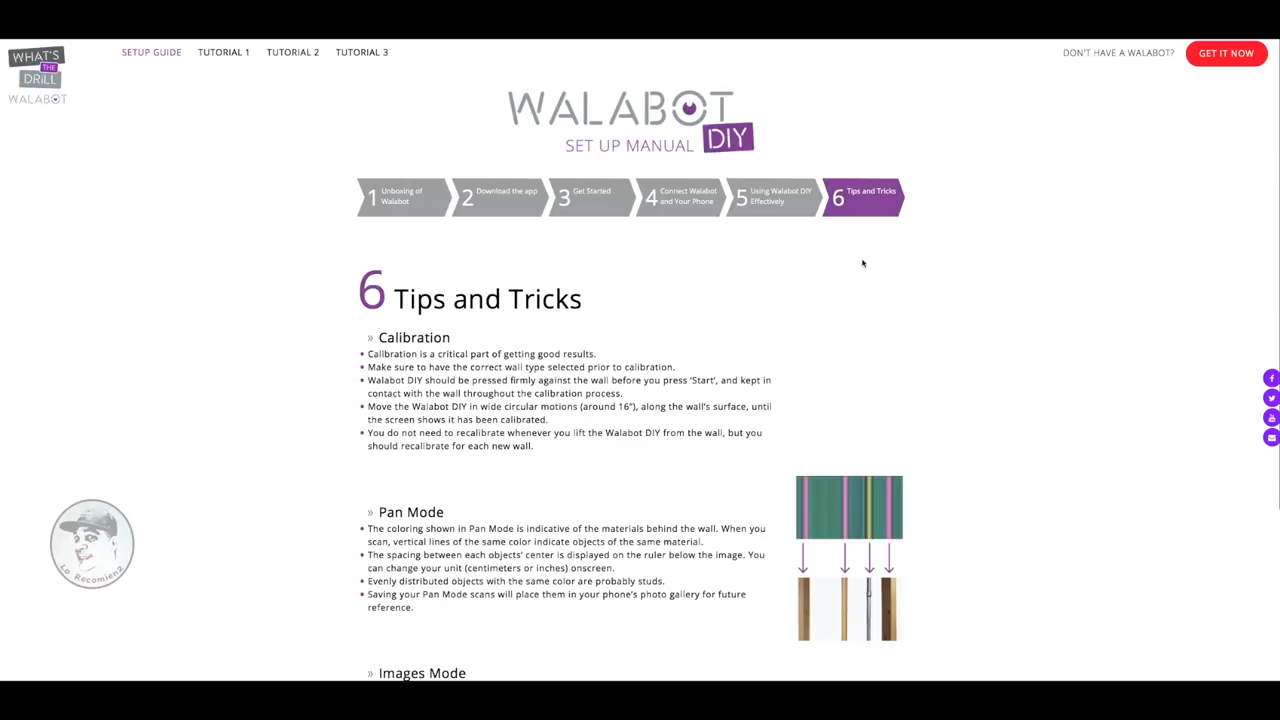 WHAT'S
THE
DRILL
WALABOT
SETUP GUIDE
TUTORIAL 1
TUTORIAL 2
TUTORIAL 3
DON'T HAVE A WALABOT?
GET IT NOW
WALABOT
SET UP MANUAL
DIY
1 Unboxing of
Walabot
2 Download the app
3 Get Started
4 Connect Walabot
and Your Phone
5 Using Walabot DIY
Effectively
6 Tips and Tricks
6 Tips and Tricks
» Calibration
• Calibration is a critical part of getting good results.
• Make sure to have the correct wall type selected prior to calibration.
• Walabot DIY should be pressed firmly against the wall before you press 'Start', and kept in
contact with the wall throughout the calibration process.
• Move the Walabot DIY in wide circular motions (around 16"), along the wall's surface, until
the screen shows it has been calibrated.
• You do not need to recalibrate whenever you lift the Walabot DIY from the wall, but you
should recalibrate for each new wall.
» Pan Mode
• The coloring shown in Pan Mode is indicative of the materials behind the wall. When you
scan, vertical lines of the same color indicate objects of the same material.
• The spacing between each objects' center is displayed on the ruler below the image. You
can change your unit (centimeters or inches) onscreen.
• Evenly distributed objects with the same color are probably studs.
• Saving your Pan Mode scans will place them in your phone's photo gallery for future
reference.
» Images Mode
Lo Recomien2